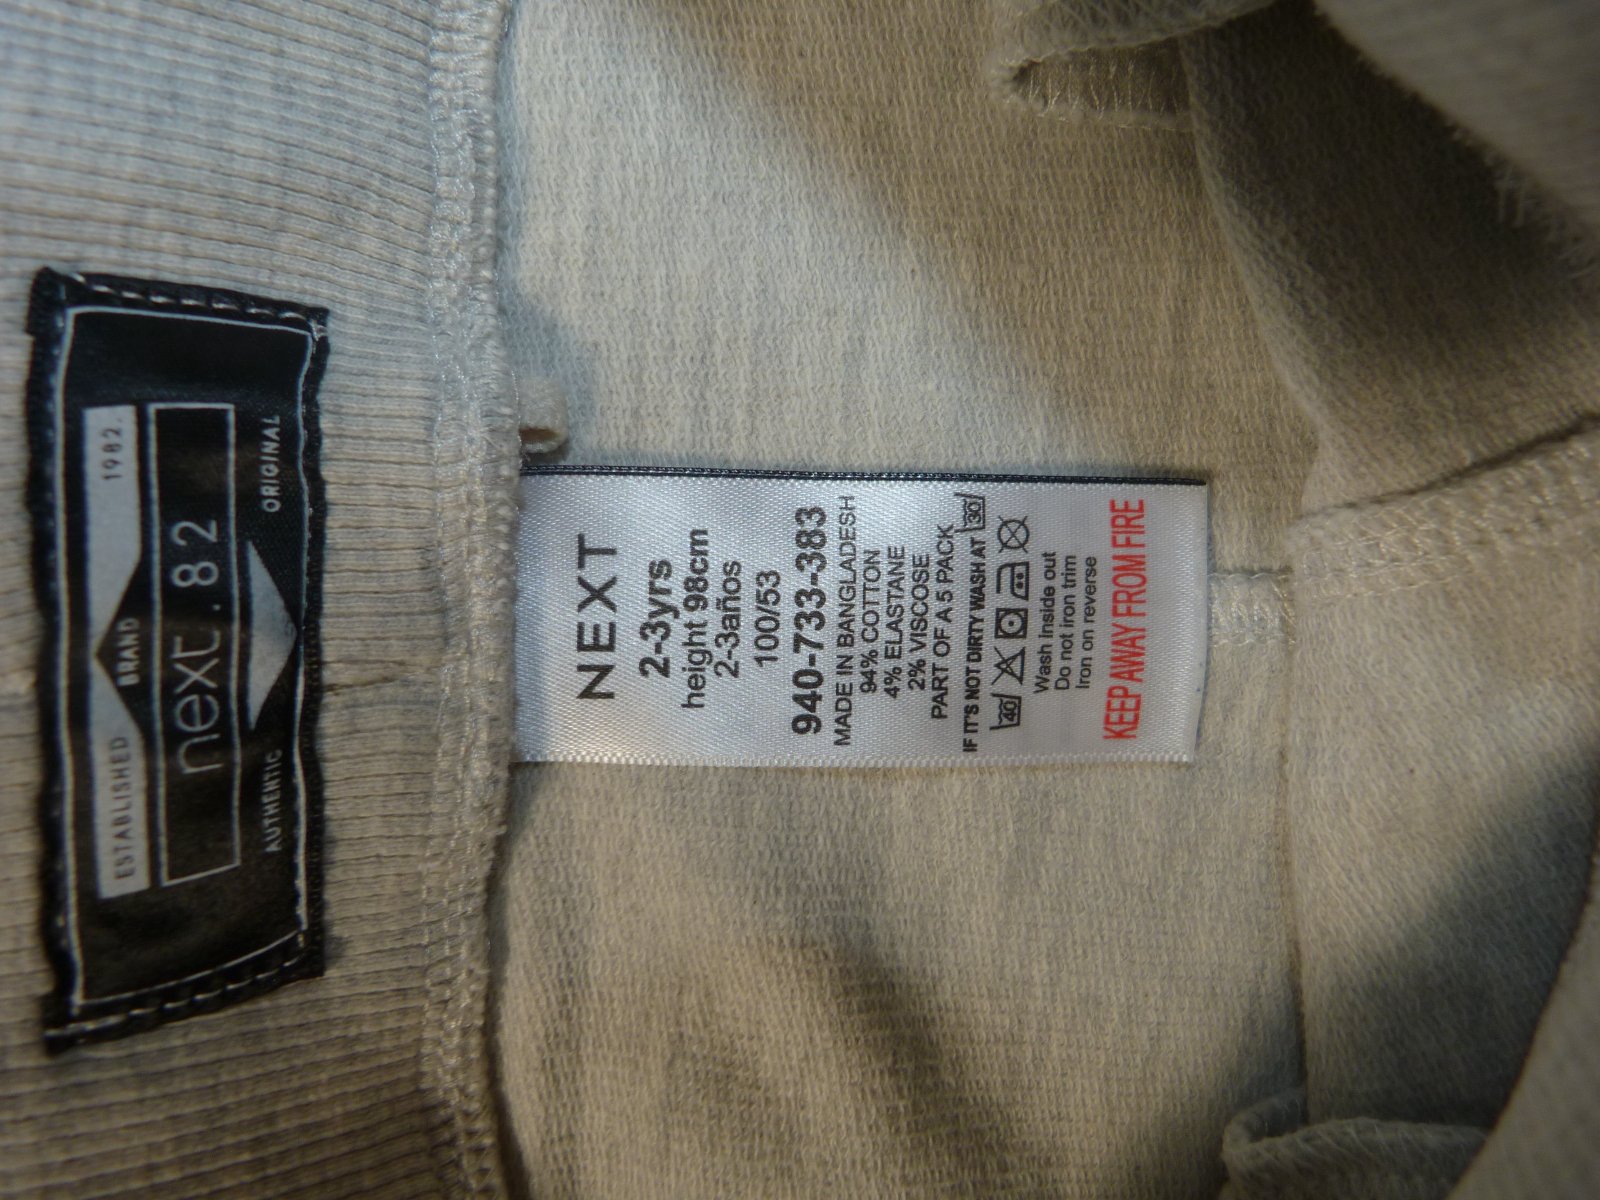 ESTABLISHED 1982.
BRAND
next.82
AUTHENTIC ORIGINAL
NEXT
2-3yrs
height 98cm
2-3años
100/53
940-733-383
MADE IN BANGLADESH
94% COTTON
4% ELASTANE
2% VISCOSE
PART OF A 5 PACK
IF IT'S NOT DIRTY WASH AT 30
40
Wash inside out
Do not iron trim
Iron on reverse
KEEP AWAY FROM FIRE